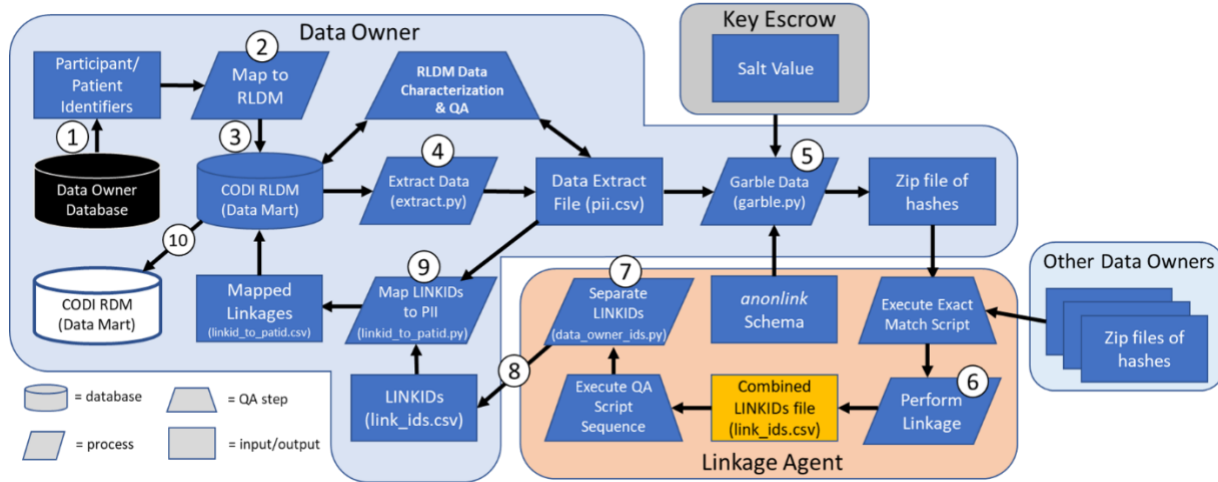 Data Owner
Key Escrow
Salt Value
2
Participant/
Patient
Identifiers
Map to
RLDM
RLDM Data
Characterization
& QA
1
3
4
5
Data Owner
Database
CODI RLDM
(Data Mart)
Extract Data
(extract.py)
Data Extract
File (pii.csv)
Garble Data
(garble.py)
Zip file of
hashes
10
9
7
CODI RDM
(Data Mart)
Mapped
Linkages
(linkid_to_patid.csv)
Map LINKIDs
to PII
(linkid_to_patid.py)
Separate
LINKIDs
(data_owner_ids.py)
anonlink
Schema
Execute Exact
Match Script
Other Data Owners
Zip files of
hashes
8
6
LINKIDs
(link_ids.csv)
Execute QA
Script
Sequence
Combined
LINKIDs file
(link_ids.csv)
Perform
Linkage
Linkage Agent
= database
= QA step
= process
= input/output